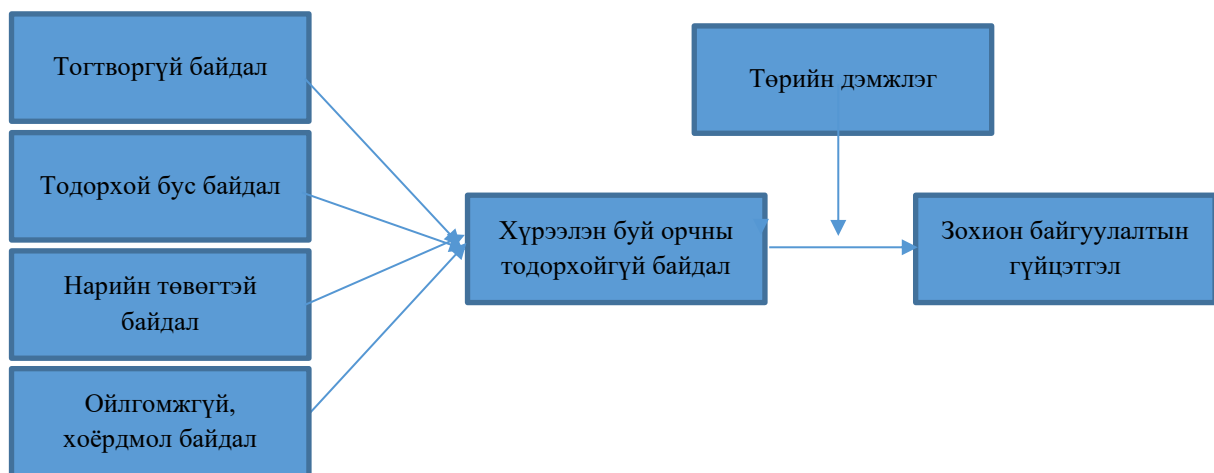 Тогтворгүй байдал
Төрийн дэмжлэг
Тодорхой бус байдал
Хүрээлэн буй орчны
тодорхойгүй байдал
Зохион байгуулалтын
гүйцэтгэл
Нарийн төвөгтэй
байдал
Ойлгомжгүй,
хоёрдмол байдал